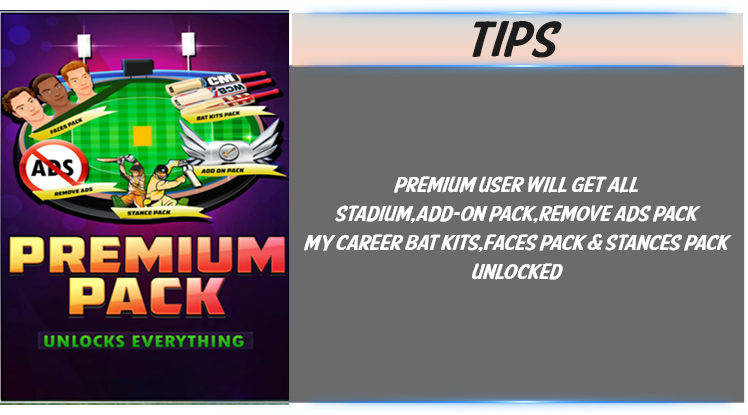 TIPS
FACES PACK
CM
MCB
BAT KITS PACK
ADS
REMOVE ADS
ADD ON PACK
STANCE PACK
PREMIUM
PACK
UNLOCKS EVERYTHING
PREMIUM USER WILL GET ALL
STADIUM,ADD-ON PACK,REMOVE ADS PACK
MY CAREER BAT KITS,FACES PACK & STANCES PACK
UNLOCKED